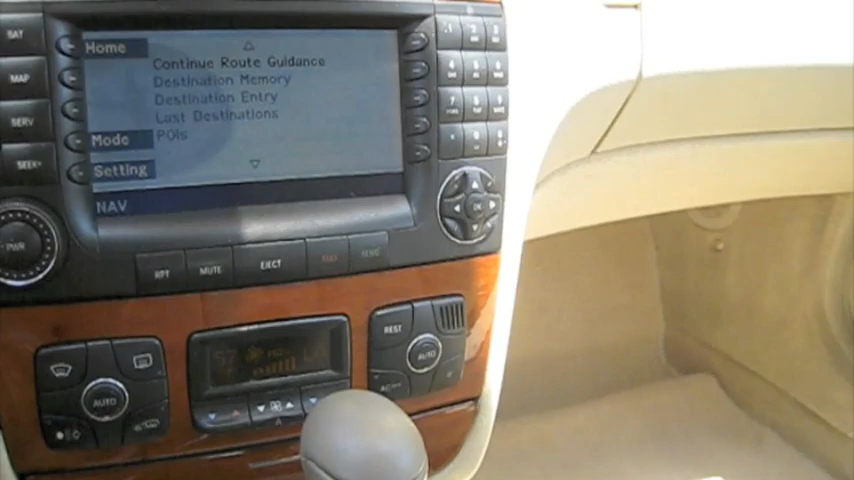 SAT
Home
Continue Route Guidance
MAP
Destination Memory
Destination Entry
SERV
Last Destinations
Mode
POIs
SEEK
Setting
NAV
OK
PWR
RPT
MUTE
EJECT
REST
AUTO
AUTO